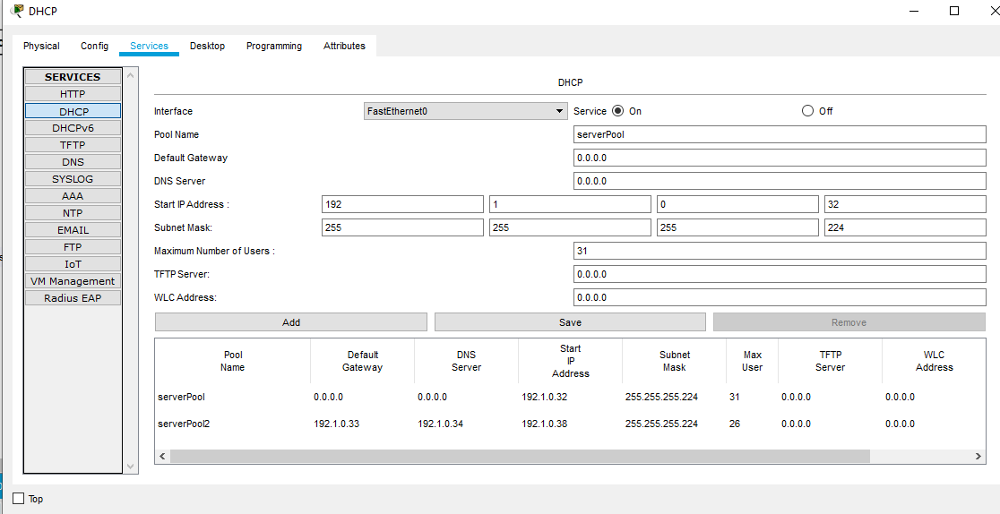 DHCP
Physical Config Services Desktop Programming Attributes
SERVICES
HTTP
DHCP
DHCPv6
TFTP
DNS
SYSLOG
AAA
NTP
EMAIL
FTP
IoT
VM Management
Radius EAP
DHCP
Interface FastEthernet0 Service On Off
Pool Name serverPool
Default Gateway 0.0.0.0
DNS Server 0.0.0.0
Start IP Address : 192 1 0 32
Subnet Mask: 255 255 255 224
Maximum Number of Users : 31
TFTP Server: 0.0.0.0
WLC Address: 0.0.0.0
Add Save Remove
Pool Name Default Gateway DNS Server Start IP Address Subnet Mask Max User TFTP Server WLC Address
serverPool 0.0.0.0 0.0.0.0 192.1.0.32 255.255.255.224 31 0.0.0.0 0.0.0.0
serverPool2 192.1.0.33 192.1.0.34 192.1.0.38 255.255.255.224 26 0.0.0.0 0.0.0.0
Top